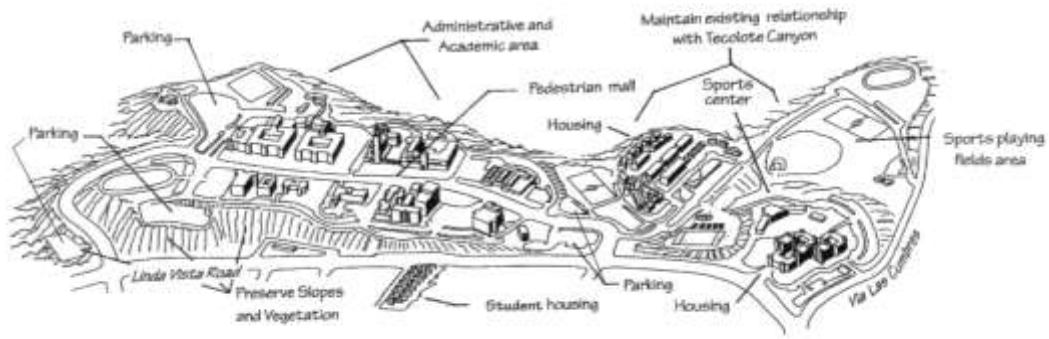 Parking
Administrative and
Academic area
Maintain existing relationship
with Tecolote Canyon
Pedestrian mall
Sports
center
Housing
Parking
Sports playing
fields area
Linda Vista Road
Preserve Slopes
and Vegetation
Student housing
Parking
Housing
Via Las Cumbres